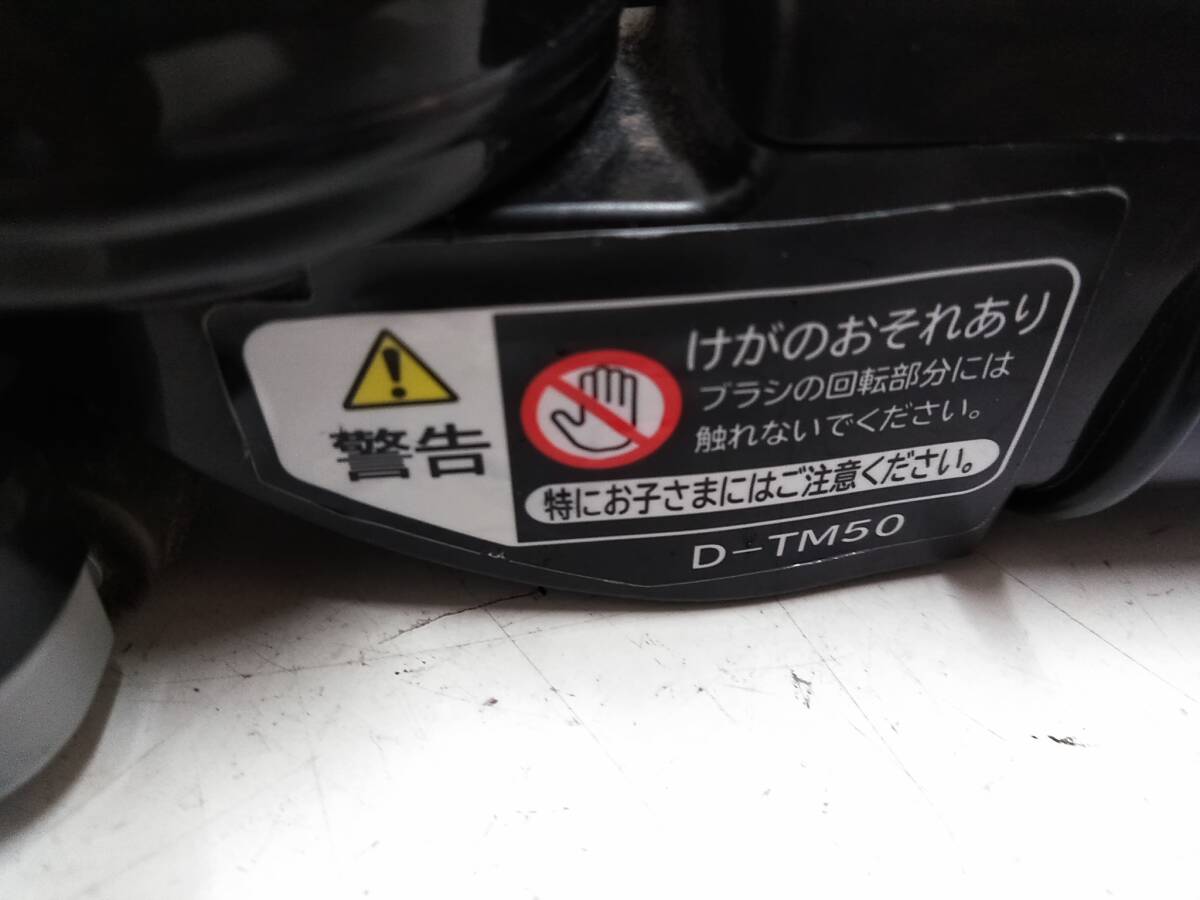 警告
けがのおそれあり
ブラシの回転部分には
触れないでください。
特にお子さまにはご注意ください。
D-TM50